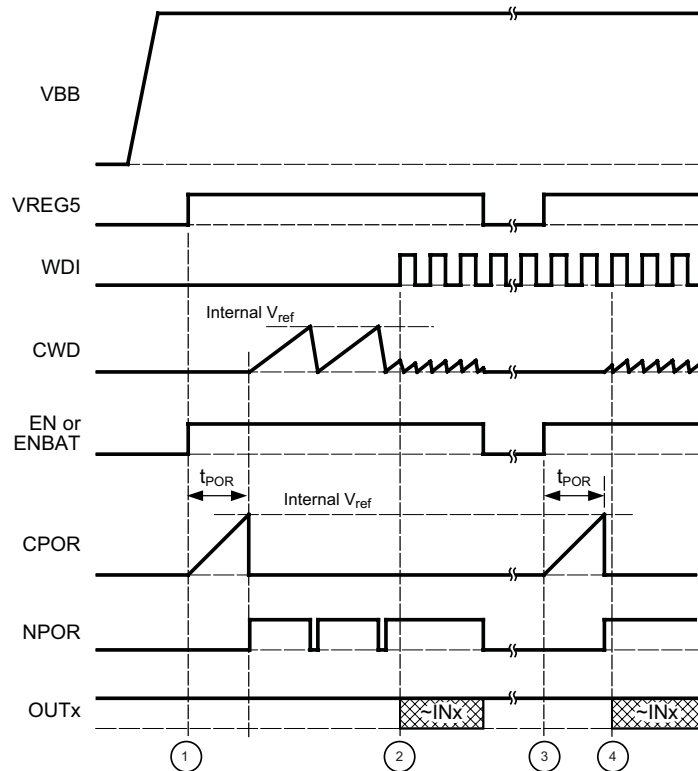 VBB
VREG5
WDI
Internal Vref
CWD
EN or
ENBAT
tPOR
tPOR
Internal Vref
CPOR
NPOR
OUTx
~INx
~INx
1
2
3
4